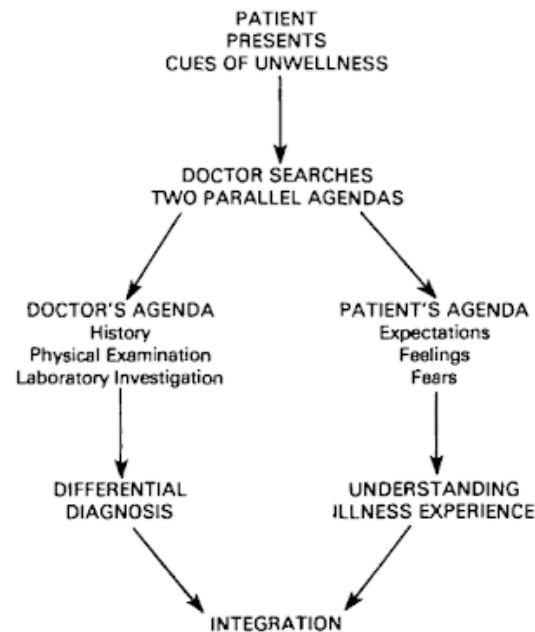 PATIENT
PRESENTS
CUES OF UNWELLNESS
DOCTOR SEARCHES
TWO PARALLEL AGENDAS
DOCTOR'S AGENDA
History
Physical Examination
Laboratory Investigation
PATIENT'S AGENDA
Expectations
Feelings
Fears
DIFFERENTIAL
DIAGNOSIS
UNDERSTANDING
ILLNESS EXPERIENCE
INTEGRATION